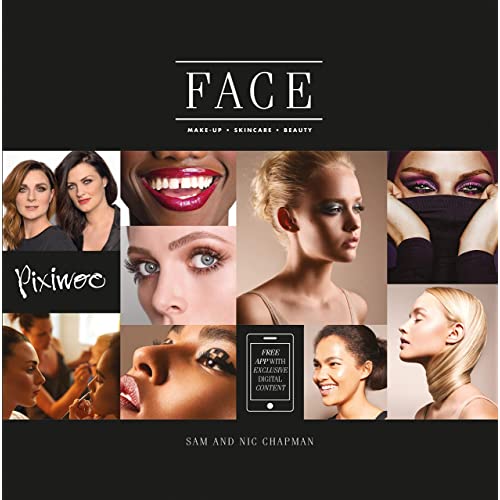 FACE
MAKE-UP • SKINCARE • BEAUTY
Pixiwoo
FREE
APP WITH
EXCLUSIVE
DIGITAL
CONTENT
SAM AND NIC CHAPMAN